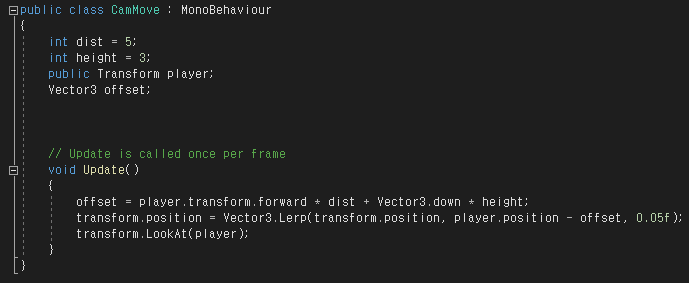 public class CamMove : MonoBehaviour
{
int dist = 5;
int height = 3;
public Transform player;
Vector3 offset;
// Update is called once per frame
void Update()
{
offset = player.transform.forward * dist + Vector3.down * height;
transform.position = Vector3.Lerp(transform.position, player.position - offset, 0.05f);
transform.LookAt(player);
}
}